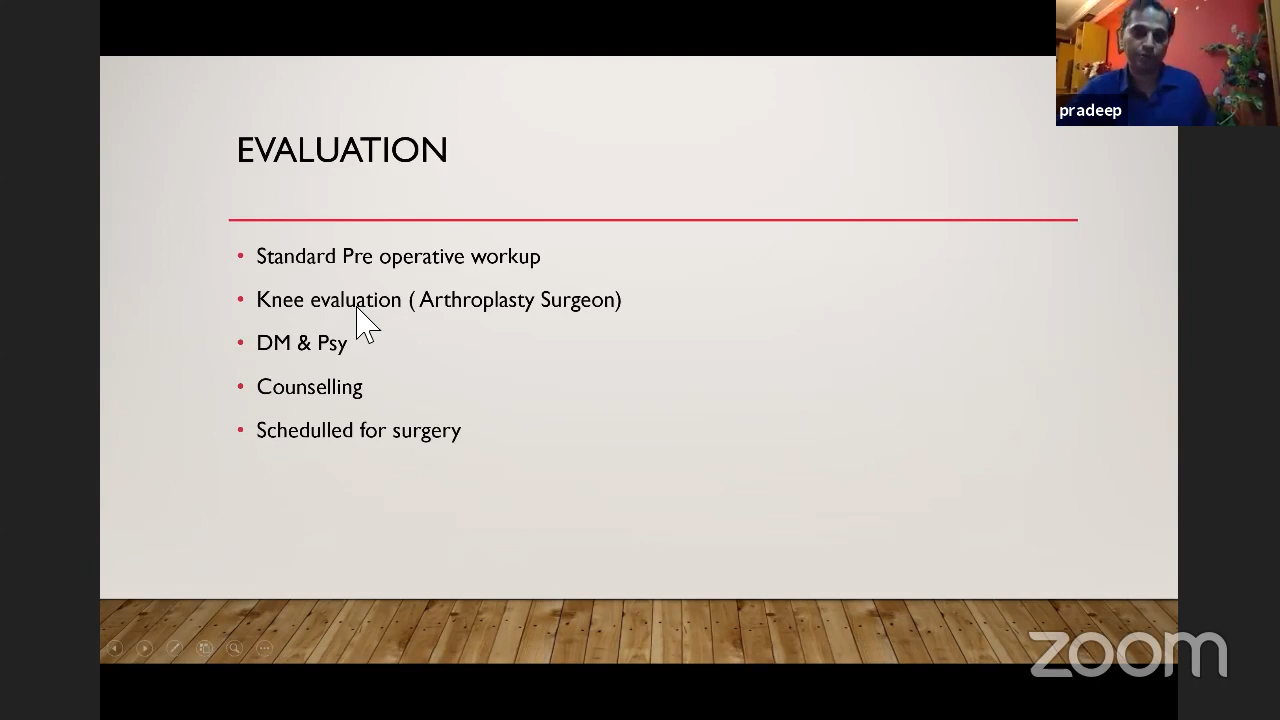 pradeep
EVALUATION
• Standard Pre operative workup
• Knee evaluation ( Arthroplasty Surgeon)
• DM & Psy
• Counselling
• Schedulled for surgery
zoom